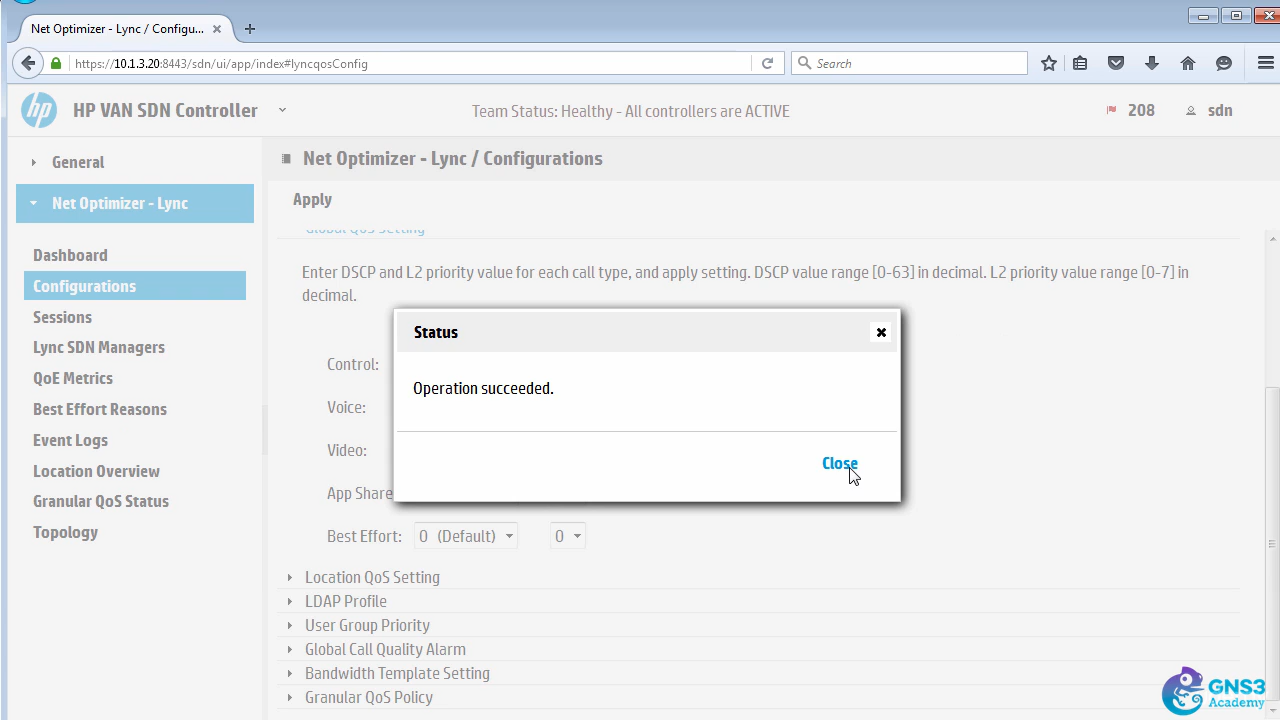 Net Optimizer - Lync / Configu...
https://10.1.3.20:8443/sdn/ui/app/index#lyncqosConfig
Search
hp
HP VAN SDN Controller
Team Status: Healthy - All controllers are ACTIVE
208
sdn
General
Net Optimizer - Lync / Configurations
Net Optimizer - Lync
Apply
Global QoS Setting
Dashboard
Configurations
Sessions
Lync SDN Managers
QoE Metrics
Best Effort Reasons
Event Logs
Location Overview
Granular QoS Status
Topology
Enter DSCP and L2 priority value for each call type, and apply setting. DSCP value range [0-63] in decimal. L2 priority value range [0-7] in
decimal.
Status
Operation succeeded.
Close
Control:
Voice:
Video:
App Share
Best Effort: 0 (Default) 0
Location QoS Setting
LDAP Profile
User Group Priority
Global Call Quality Alarm
Bandwidth Template Setting
Granular QoS Policy
GNS3
Academy